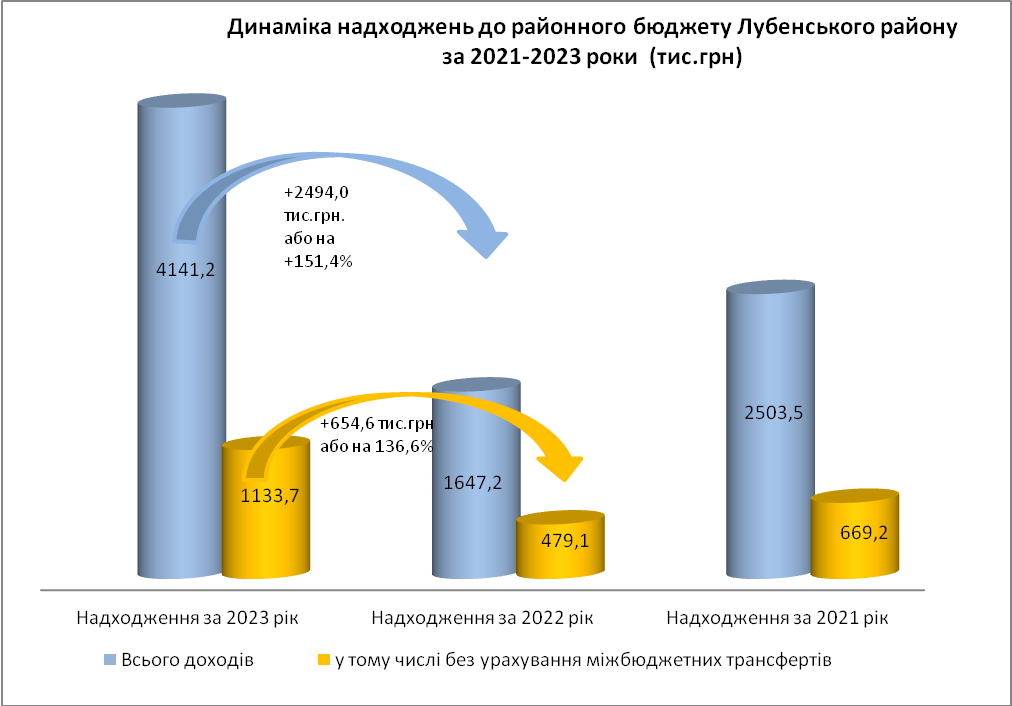 Динаміка надходжень до районного бюджету Лубенського району
за 2021-2023 роки (тис.грн)
+2494,0
тис.грн.
або на
+151,4%
4141,2
+654,6 тис.грн
або на 136,6%
1133,7
1647,2
479,1
2503,5
669,2
Надходження за 2023 рік
Надходження за 2022 рік
Надходження за 2021 рік
Всього доходів
у тому числі без урахування міжбюджетних трансфертів